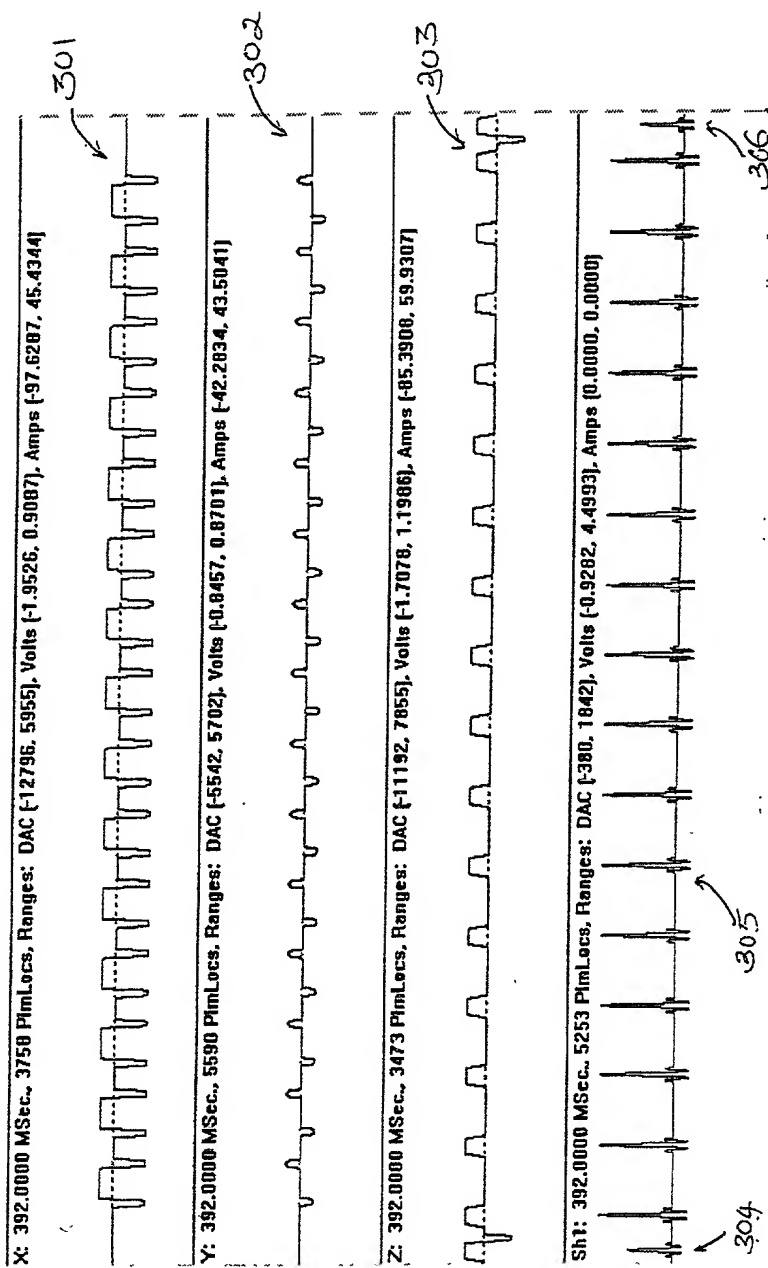 X: 392.0000 MSec., 3758 PlmLocs, Ranges: DAC [-12796, 5955], Volts [-1.9526, 0.9087], Amps [-97.6287, 45.4344]
301
Y: 392.0000 MSec., 5590 PlmLocs, Ranges: DAC [-5542, 5702], Volts [-0.8457, 0.8701], Amps [-42.2834, 43.5041]
302
Z: 392.0000 MSec., 3473 PlmLocs, Ranges: DAC [-11192, 7855], Volts [-1.7078, 1.1986], Amps [-85.3908, 59.9307]
203
Sh1: 392.0000 MSec., 5253 PlmLocs, Ranges: DAC [-380, 1842], Volts [-0.9282, 4.4993], Amps [0.0000, 0.0000]
304
305
306